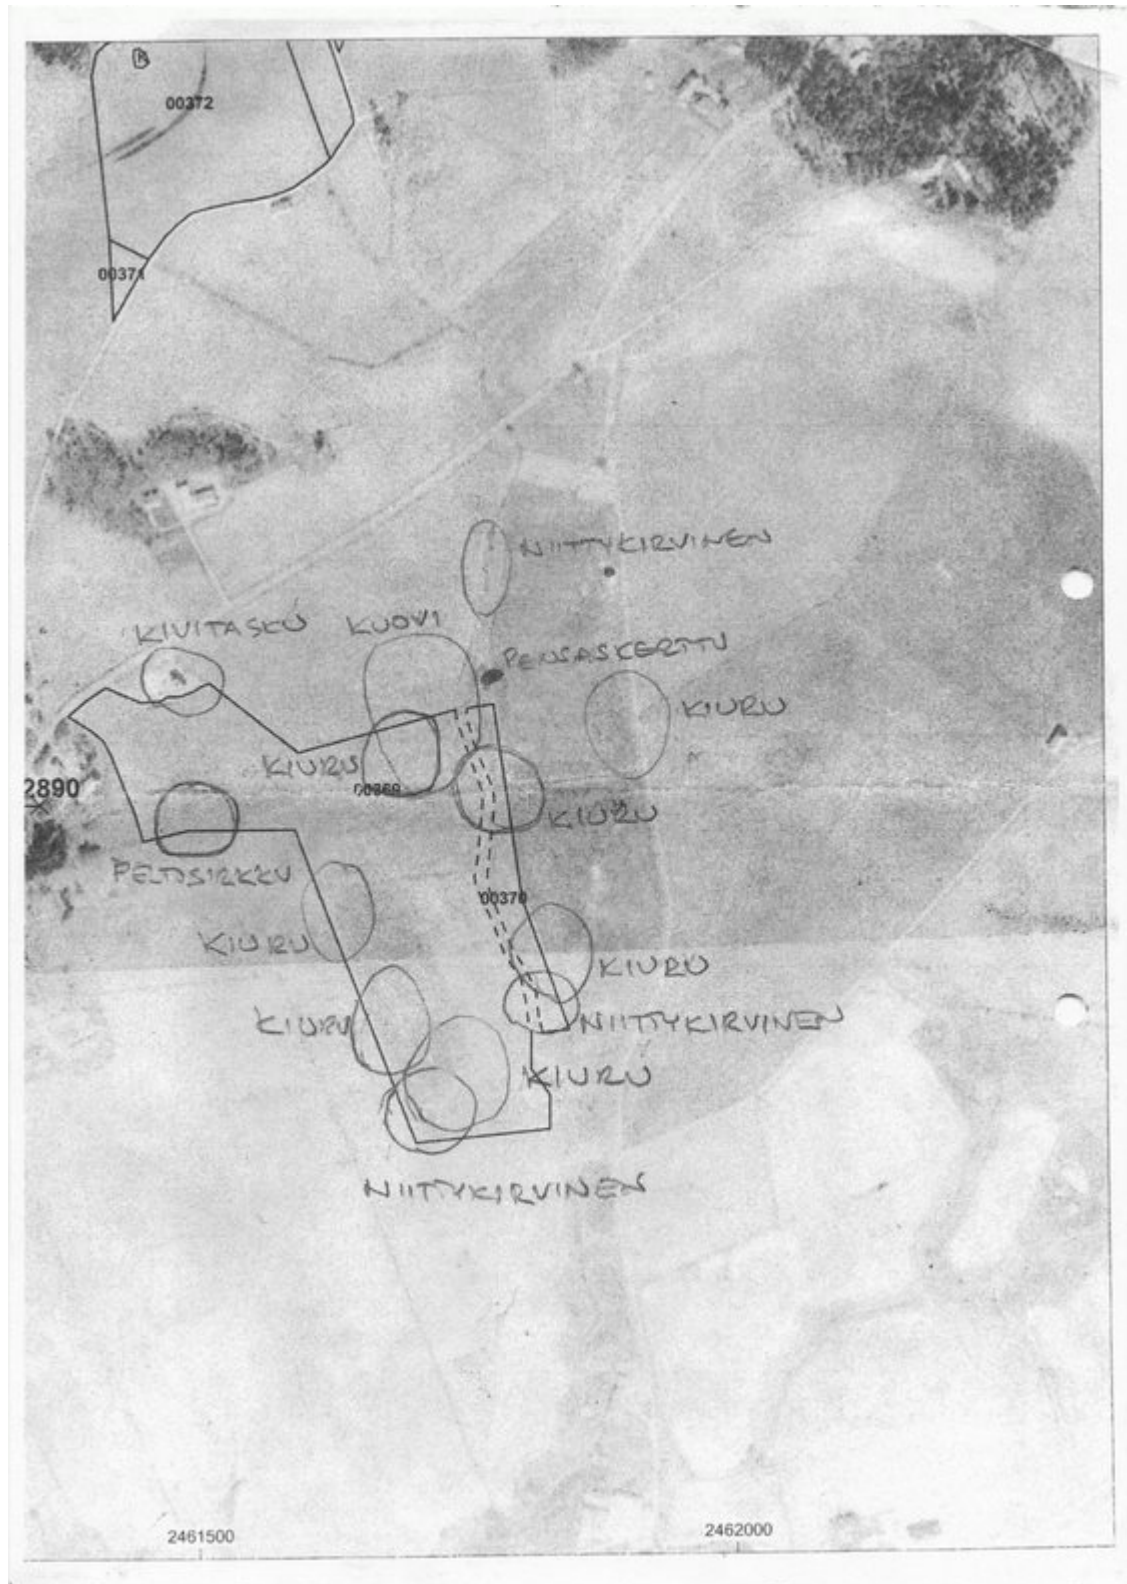 00372
00371
NIITTYKIRVINEN
KIVITASKU
KUOVI
PENSASKERTTU
KIURU
KIURU
2890
00369
KIURU
PELTOSIRKKU
00370
KIURU
KIURU
KIURU
NIITTYKIRVINEN
KIURU
NIITTYKIRVINEN
2461500
2462000